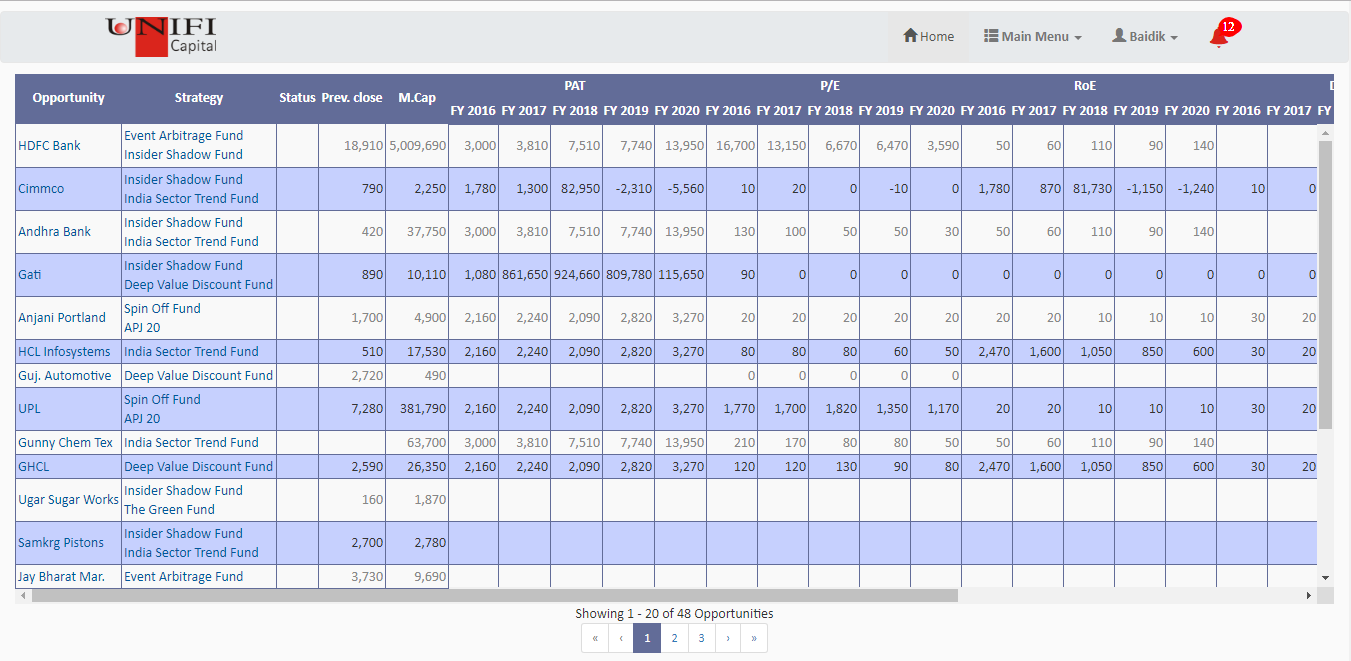 UNIFI
Capital
Home Main Menu Baidik 12
PAT P/E RoE
Opportunity Strategy Status Prev. close M.Cap
FY 2016 FY 2017 FY 2018 FY 2019 FY 2020 FY 2016 FY 2017 FY 2018 FY 2019 FY 2020 FY 2016 FY 2017 FY 2018 FY 2019 FY 2020 FY 2016 FY 2017 FY
Event Arbitrage Fund
HDFC Bank 18,910 5,009,690 3,000 3,810 7,510 7,740 13,950 16,700 13,150 6,670 6,470 3,590 50 60 110 90 140
Insider Shadow Fund
Insider Shadow Fund
Cimmco 790 2,250 1,780 1,300 82,950 -2,310 -5,560 10 20 0 -10 0 1,780 870 81,730 -1,150 -1,240 10 0
India Sector Trend Fund
Insider Shadow Fund
Andhra Bank 420 37,750 3,000 3,810 7,510 7,740 13,950 130 100 50 50 30 50 60 110 90 140
India Sector Trend Fund
Insider Shadow Fund
Gati 890 10,110 1,080 861,650 924,660 809,780 115,650 90 0 0 0 0 0 0 0 0 0 0 0
Deep Value Discount Fund
Spin Off Fund
Anjani Portland 1,700 4,900 2,160 2,240 2,090 2,820 3,270 20 20 20 20 20 20 20 10 10 10 30 20
APJ 20
HCL Infosystems India Sector Trend Fund 510 17,530 2,160 2,240 2,090 2,820 3,270 80 80 80 60 50 2,470 1,600 1,050 850 600 30 20
Guj. Automotive Deep Value Discount Fund 2,720 490 0 0 0 0 0
Spin Off Fund
UPL 7,280 381,790 2,160 2,240 2,090 2,820 3,270 1,770 1,700 1,820 1,350 1,170 20 20 10 10 10 30 20
APJ 20
Gunny Chem Tex India Sector Trend Fund 63,700 3,000 3,810 7,510 7,740 13,950 210 170 80 80 50 50 60 110 90 140
GHCL Deep Value Discount Fund 2,590 26,350 2,160 2,240 2,090 2,820 3,270 120 120 130 90 80 2,470 1,600 1,050 850 600 30 20
Insider Shadow Fund
Ugar Sugar Works 160 1,870
The Green Fund
Insider Shadow Fund
Samkrg Pistons 2,700 2,780
India Sector Trend Fund
Jay Bharat Mar. Event Arbitrage Fund 3,730 9,690
Showing 1 - 20 of 48 Opportunities
« ‹ 1 2 3 › »